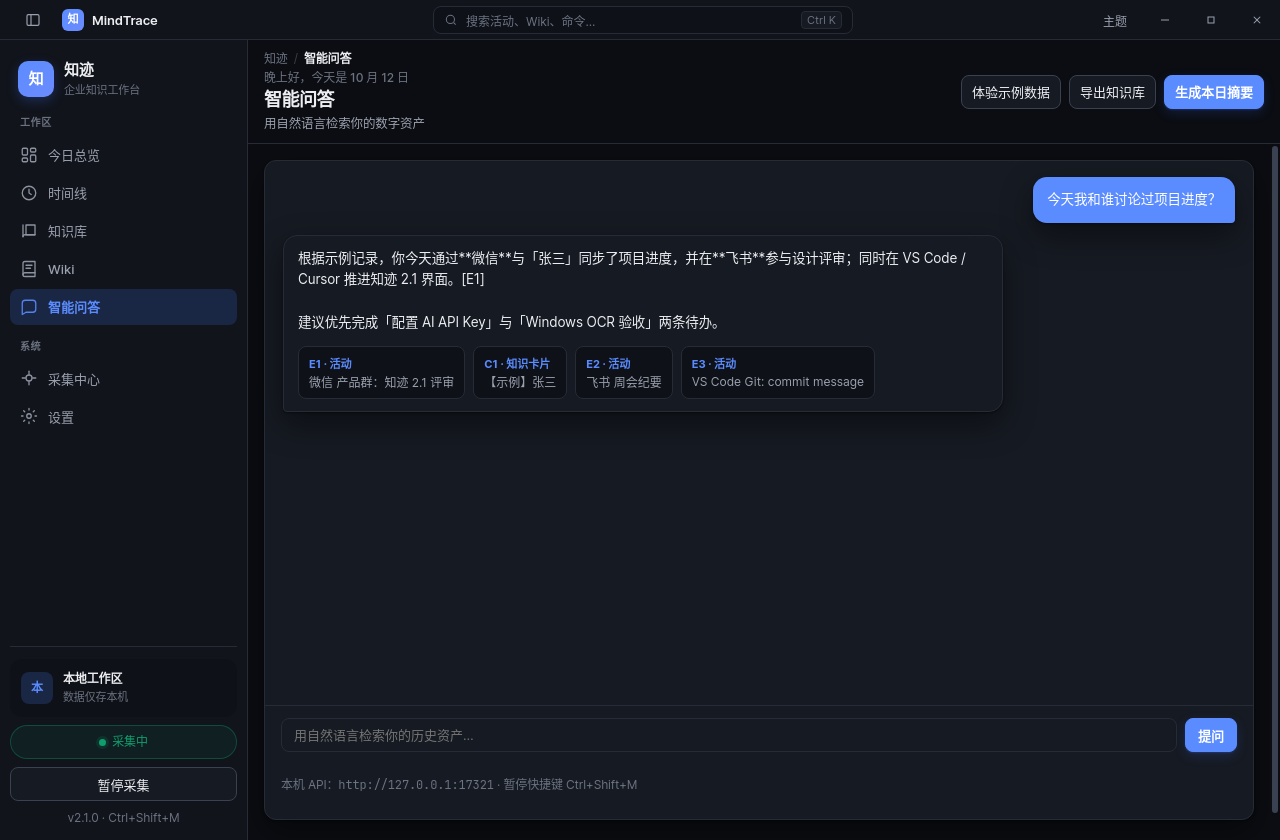 知 MindTrace
搜索活动、Wiki、命令... Ctrl K
主题
知 知迹
企业知识工作台
工作区
今日总览
时间线
知识库
Wiki
智能问答
系统
采集中心
设置
本 本地工作区
数据仅存本机
采集中
暂停采集
v2.1.0 · Ctrl+Shift+M
知迹 / 智能问答
晚上好，今天是 10 月 12 日
智能问答
用自然语言检索你的数字资产
体验示例数据 导出知识库 生成本日摘要
今天我和谁讨论过项目进度？
根据示例记录，你今天通过**微信**与「张三」同步了项目进度，并在**飞书**参与设计评审；同时在 VS Code /
Cursor 推进知迹 2.1 界面。[E1]
建议优先完成「配置 AI API Key」与「Windows OCR 验收」两条待办。
E1 · 活动
微信 产品群：知迹 2.1 评审
C1 · 知识卡片
【示例】张三
E2 · 活动
飞书 周会纪要
E3 · 活动
VS Code Git: commit message
用自然语言检索你的历史资产... 提问
本机 API：http://127.0.0.1:17321 · 暂停快捷键 Ctrl+Shift+M